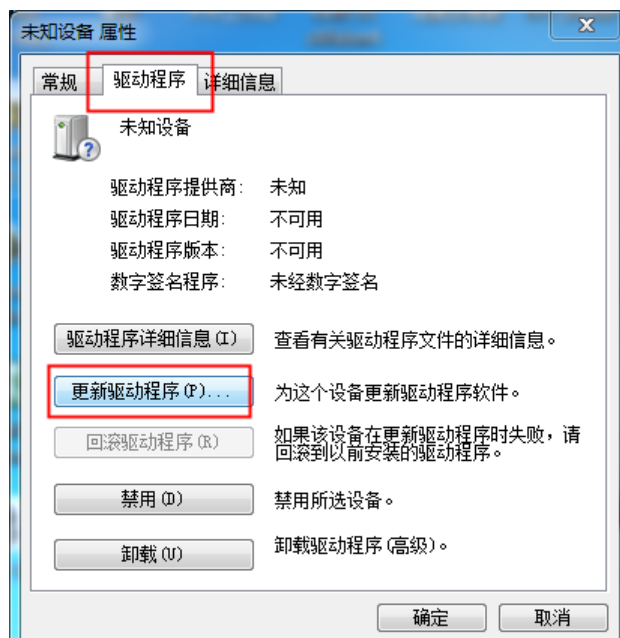 未知设备 属性
常规 驱动程序 详细信息
未知设备
驱动程序提供商: 未知
驱动程序日期: 不可用
驱动程序版本: 不可用
数字签名程序: 未经数字签名
驱动程序详细信息(I) 查看有关驱动程序文件的详细信息。
更新驱动程序(P)... 为这个设备更新驱动程序软件。
回滚驱动程序(R) 如果该设备在更新驱动程序时失败，请
回滚到以前安装的驱动程序。
禁用(D) 禁用所选设备。
卸载(U) 卸载驱动程序(高级)。
确定 取消